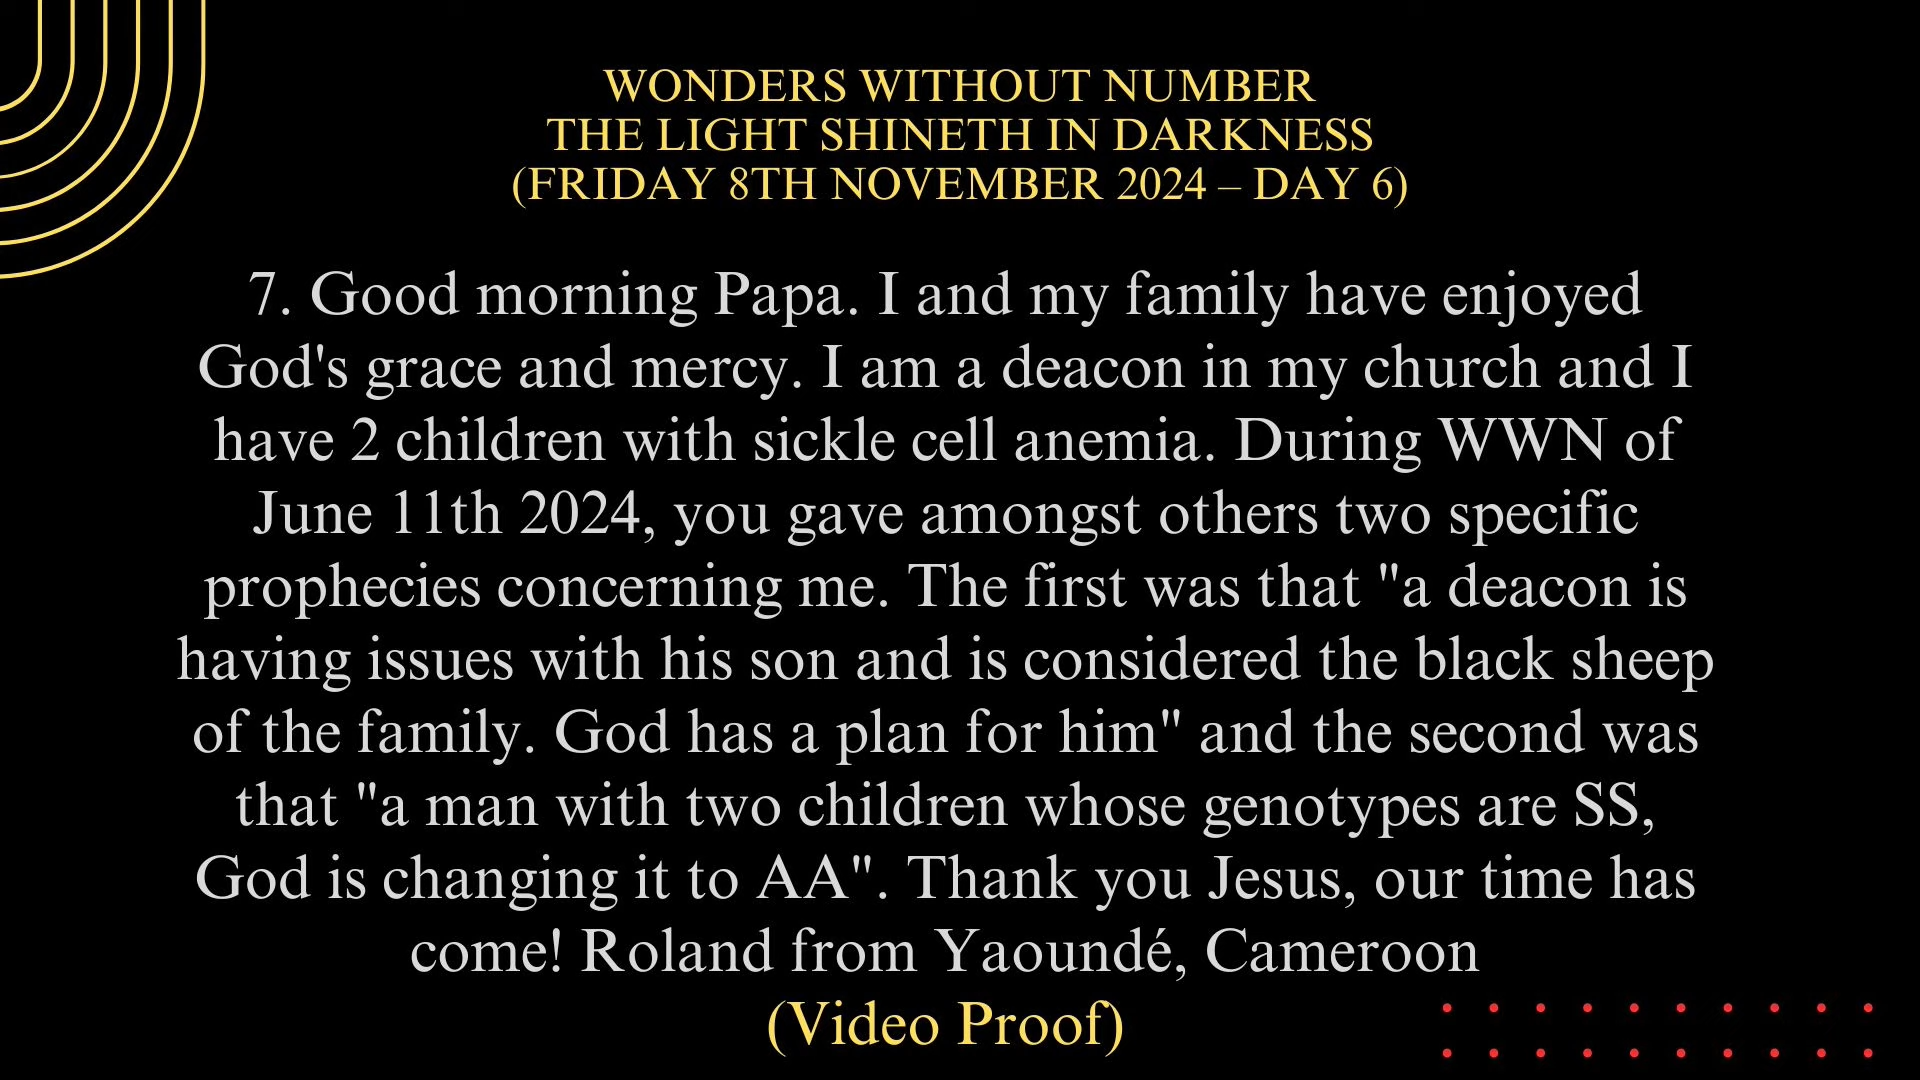 WONDERS WITHOUT NUMBER
THE LIGHT SHINETH IN DARKNESS
(FRIDAY 8TH NOVEMBER 2024 – DAY 6)
7. Good morning Papa. I and my family have enjoyed
God's grace and mercy. I am a deacon in my church and I
have 2 children with sickle cell anemia. During WWN of
June 11th 2024, you gave amongst others two specific
prophecies concerning me. The first was that "a deacon is
having issues with his son and is considered the black sheep
of the family. God has a plan for him" and the second was
that "a man with two children whose genotypes are SS,
God is changing it to AA". Thank you Jesus, our time has
come! Roland from Yaoundé, Cameroon
(Video Proof)